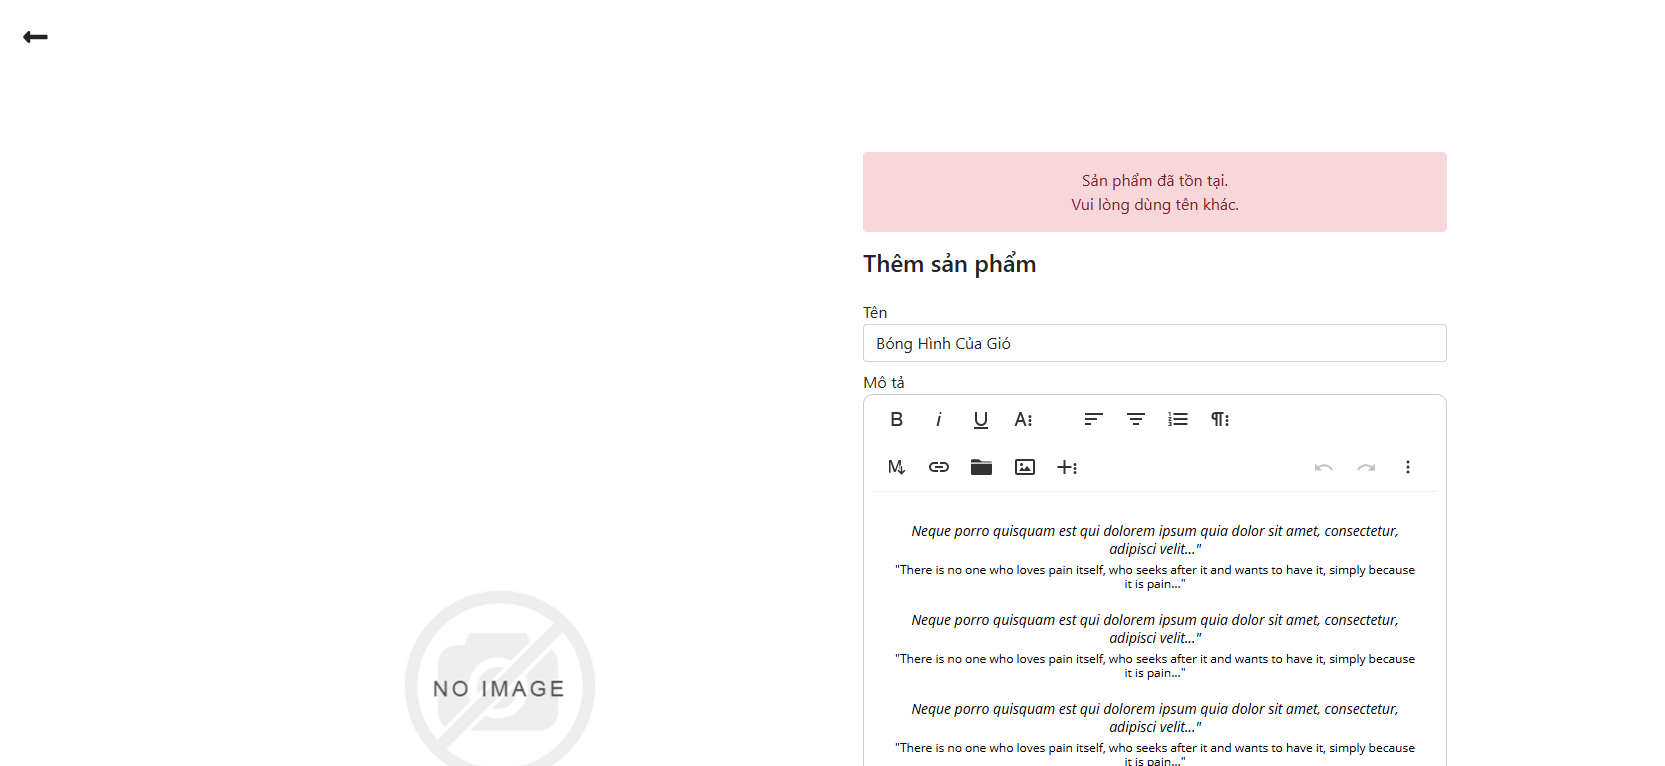 Sản phẩm đã tồn tại.
Vui lòng dùng tên khác.
Thêm sản phẩm
Tên
Bóng Hình Của Gió
Mô tả
Neque porro quisquam est qui dolorem ipsum quia dolor sit amet, consectetur,
adipisci velit..."
"There is no one who loves pain itself, who seeks after it and wants to have it, simply because
it is pain..."
Neque porro quisquam est qui dolorem ipsum quia dolor sit amet, consectetur,
adipisci velit..."
"There is no one who loves pain itself, who seeks after it and wants to have it, simply because
it is pain..."
Neque porro quisquam est qui dolorem ipsum quia dolor sit amet, consectetur,
adipisci velit..."
"There is no one who loves pain itself, who seeks after it and wants to have it, simply because
it is pain..."
NO IMAGE